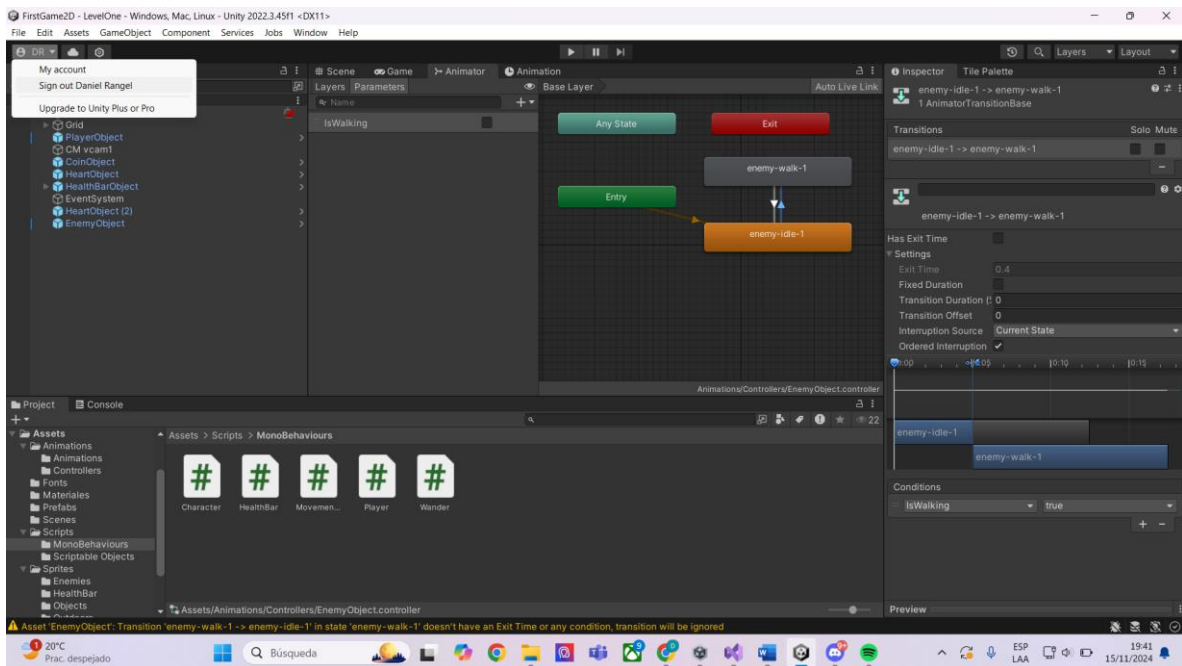 FirstGame2D - LevelOne - Windows, Mac, Linux - Unity 2022.3.45f1 <DX11>
File Edit Assets GameObject Component Services Jobs Window Help
DR
Layers
Layout
My account
Sign out Daniel Rangel
Upgrade to Unity Plus or Pro
Grid
PlayerObject
CM vcam1
CoinObject
HeartObject
HealthBarObject
EventSystem
HeartObject (2)
EnemyObject
Scene Game Animator Animation
Layers Parameters
Base Layer
Auto Live Link
Name
IsWalking
Any State
Exit
enemy-walk-1
Entry
enemy-idle-1
Animations/Controllers/EnemyObject.controller
Inspector Tile Palette
enemy-idle-1 -> enemy-walk-1
1 AnimatorTransitionBase
Transitions Solo Mute
enemy-idle-1 -> enemy-walk-1
enemy-idle-1 -> enemy-walk-1
Has Exit Time
Settings
Exit Time 0.4
Fixed Duration
Transition Duration ( 0
Transition Offset 0
Interruption Source Current State
Ordered Interruption
0:00 0:05 0:10 0:15
enemy-idle-1
enemy-walk-1
Conditions
IsWalking true
Preview
Project Console
22
Assets
Animations
Animations
Controllers
Fonts
Materiales
Prefabs
Scenes
Scripts
MonoBehaviours
Scriptable Objects
Sprites
Enemies
HealthBar
Objects
Assets > Scripts > MonoBehaviours
Character HealthBar Movemen... Player Wander
Assets/Animations/Controllers/EnemyObject.controller
Asset 'EnemyObject': Transition 'enemy-walk-1 -> enemy-idle-1' in state 'enemy-walk-1' doesn't have an Exit Time or any condition, transition will be ignored
1
20°C
Prac. despejado
Búsqueda
ESP
LAA
19:41
15/11/2024